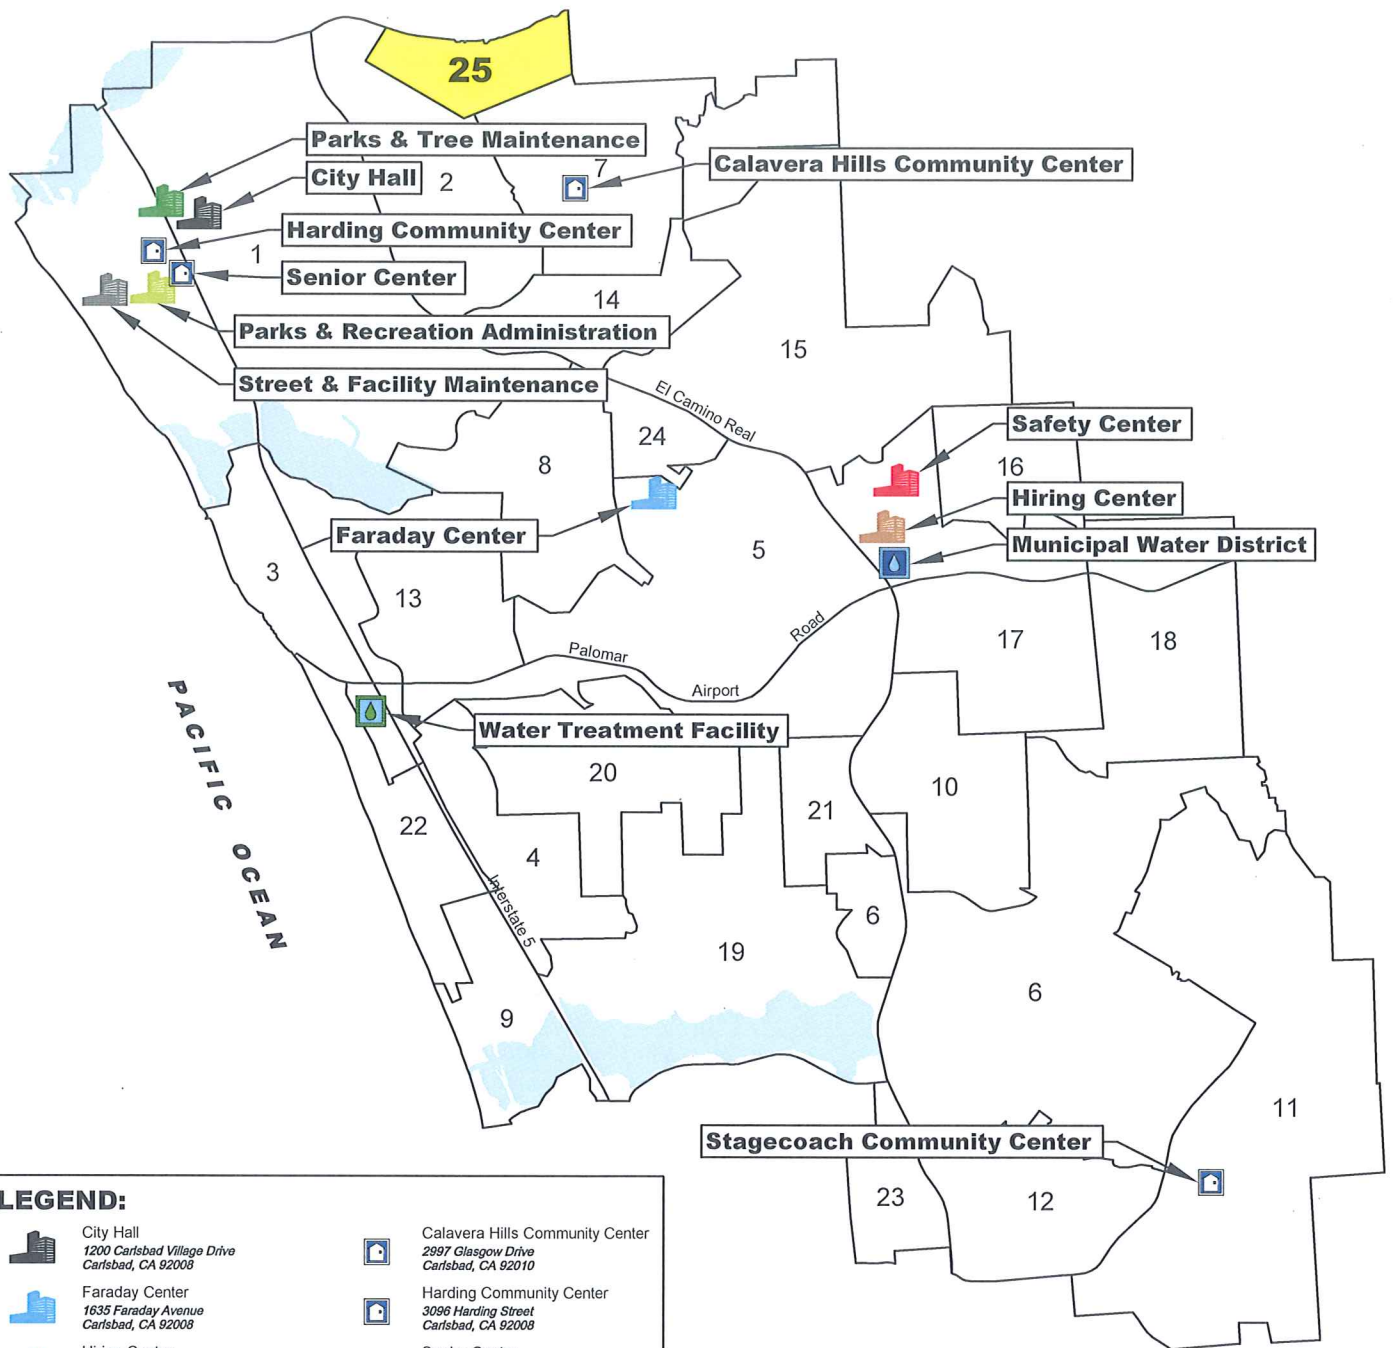 25
Parks & Tree Maintenance
7
Calavera Hills Community Center
City Hall
2
Harding Community Center
1
Senior Center
14
Parks & Recreation Administration
15
Street & Facility Maintenance
El Camino Real
Safety Center
24
8
16
Hiring Center
Faraday Center
Municipal Water District
5
3
13
Road
17
18
Palomar
Airport
PACIFIC OCEAN
Water Treatment Facility
20
10
21
22
4
Interstate 5
6
19
6
9
11
Stagecoach Community Center
23
12
LEGEND:
City Hall
1200 Carlsbad Village Drive
Carlsbad, CA 92008
Faraday Center
1635 Faraday Avenue
Carlsbad, CA 92008
Calavera Hills Community Center
2997 Glasgow Drive
Carlsbad, CA 92010
Harding Community Center
3096 Harding Street
Carlsbad, CA 92008